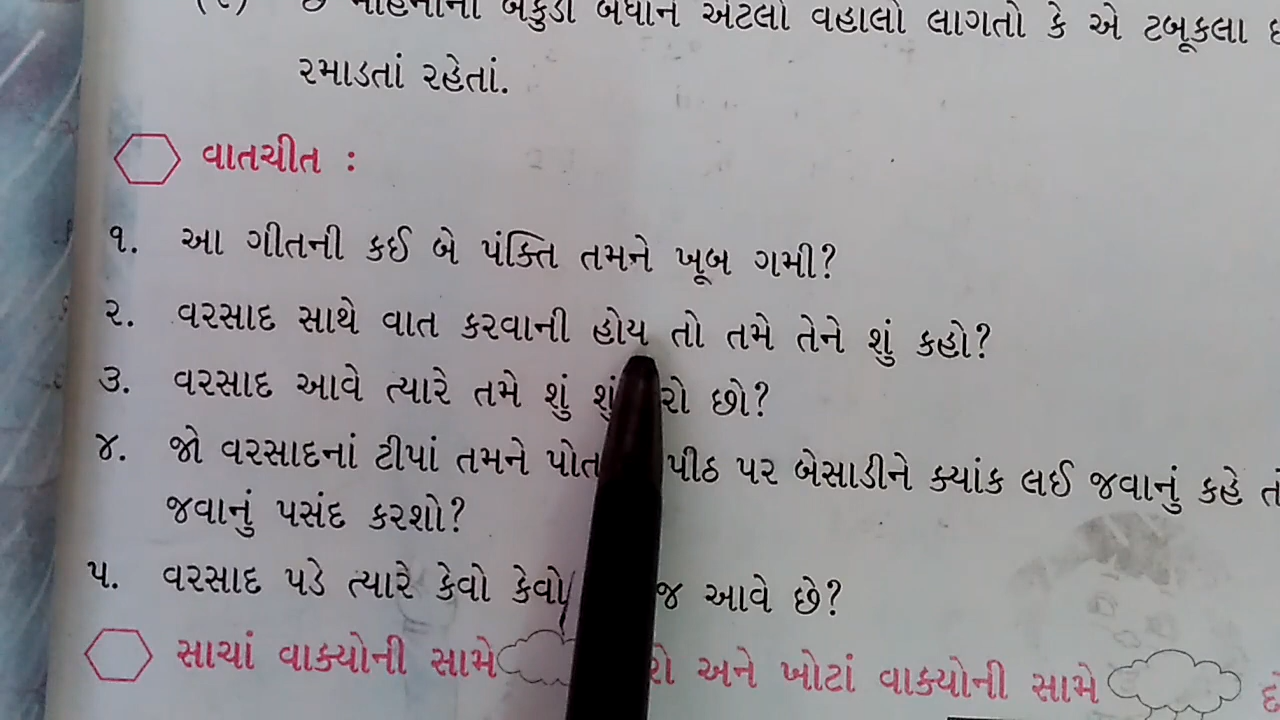 છ મહિનાનો બકુડો બધાંને એટલો વહાલો લાગતો કે એ ટબૂકલા
રમાડતાં રહેતાં.
વાતચીત :
૧. આ ગીતની કઈ બે પંક્તિ તમને ખૂબ ગમી?
૨. વરસાદ સાથે વાત કરવાની હોય તો તમે તેને શું કહો?
૩. વરસાદ આવે ત્યારે તમે શું શું છો?
૪. જો વરસાદનાં ટીપાં તમને પીઠ પર બેસાડીને ક્યાંક લઈ જવાનું કહે
જવાનું પસંદ કરશો?
૫. વરસાદ પડે ત્યારે કેવો કેવો આવે છે?
સાચાં વાક્યોની સામે અને ખોટાં વાક્યોની સામે